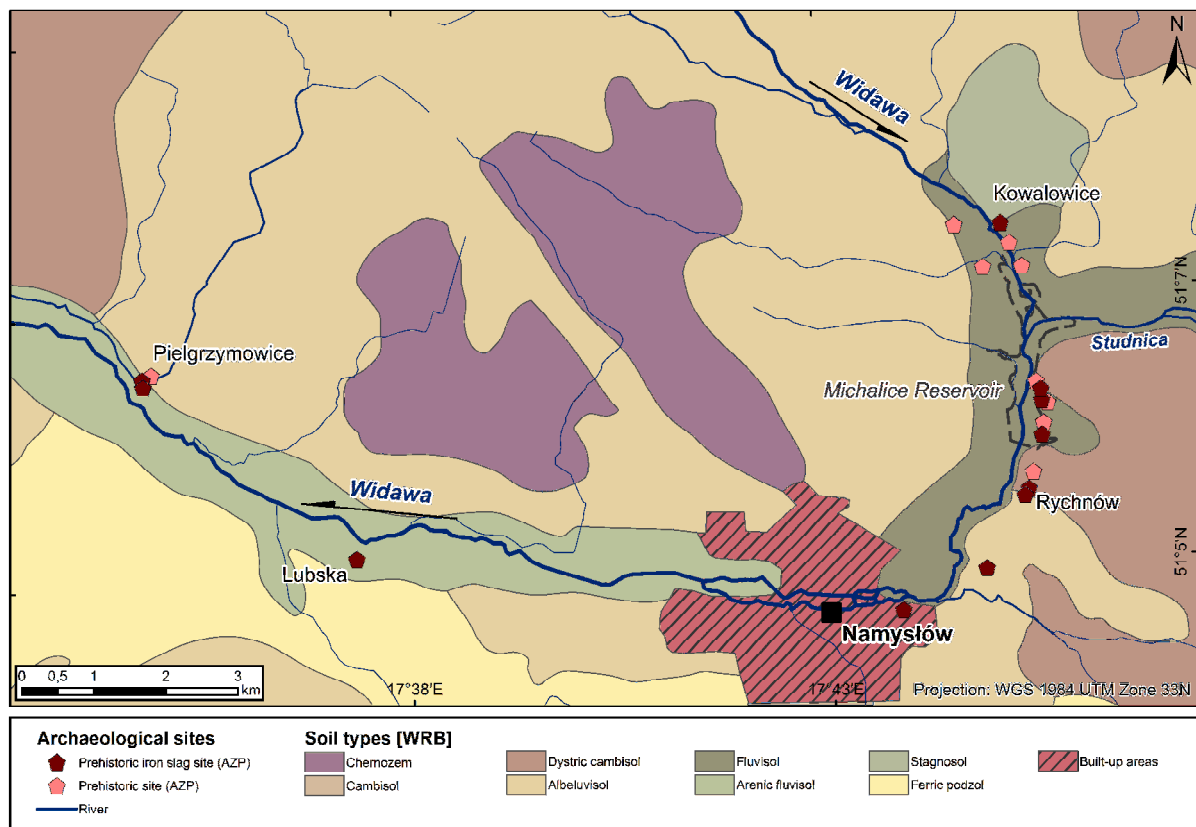 N
Widawa
Kowalowice
51°7'N
Studnica
Pielgrzymowice
Michalice Reservoir
Widawa
Rychnów
51°5'N
Lubska
Namysłów
0 0,5 1 2 3
km
17°38'E
17°43'E
Projection: WGS 1984 UTM Zone 33N
Archaeological sites
Prehistoric iron slag site (AZP)
Prehistoric site (AZP)
River
Soil types [WRB]
Chernozem
Cambisol
Dystric cambisol
Albeluvisol
Fluvisol
Arenic fluvisol
Stagnosol
Ferric podzol
Built-up areas